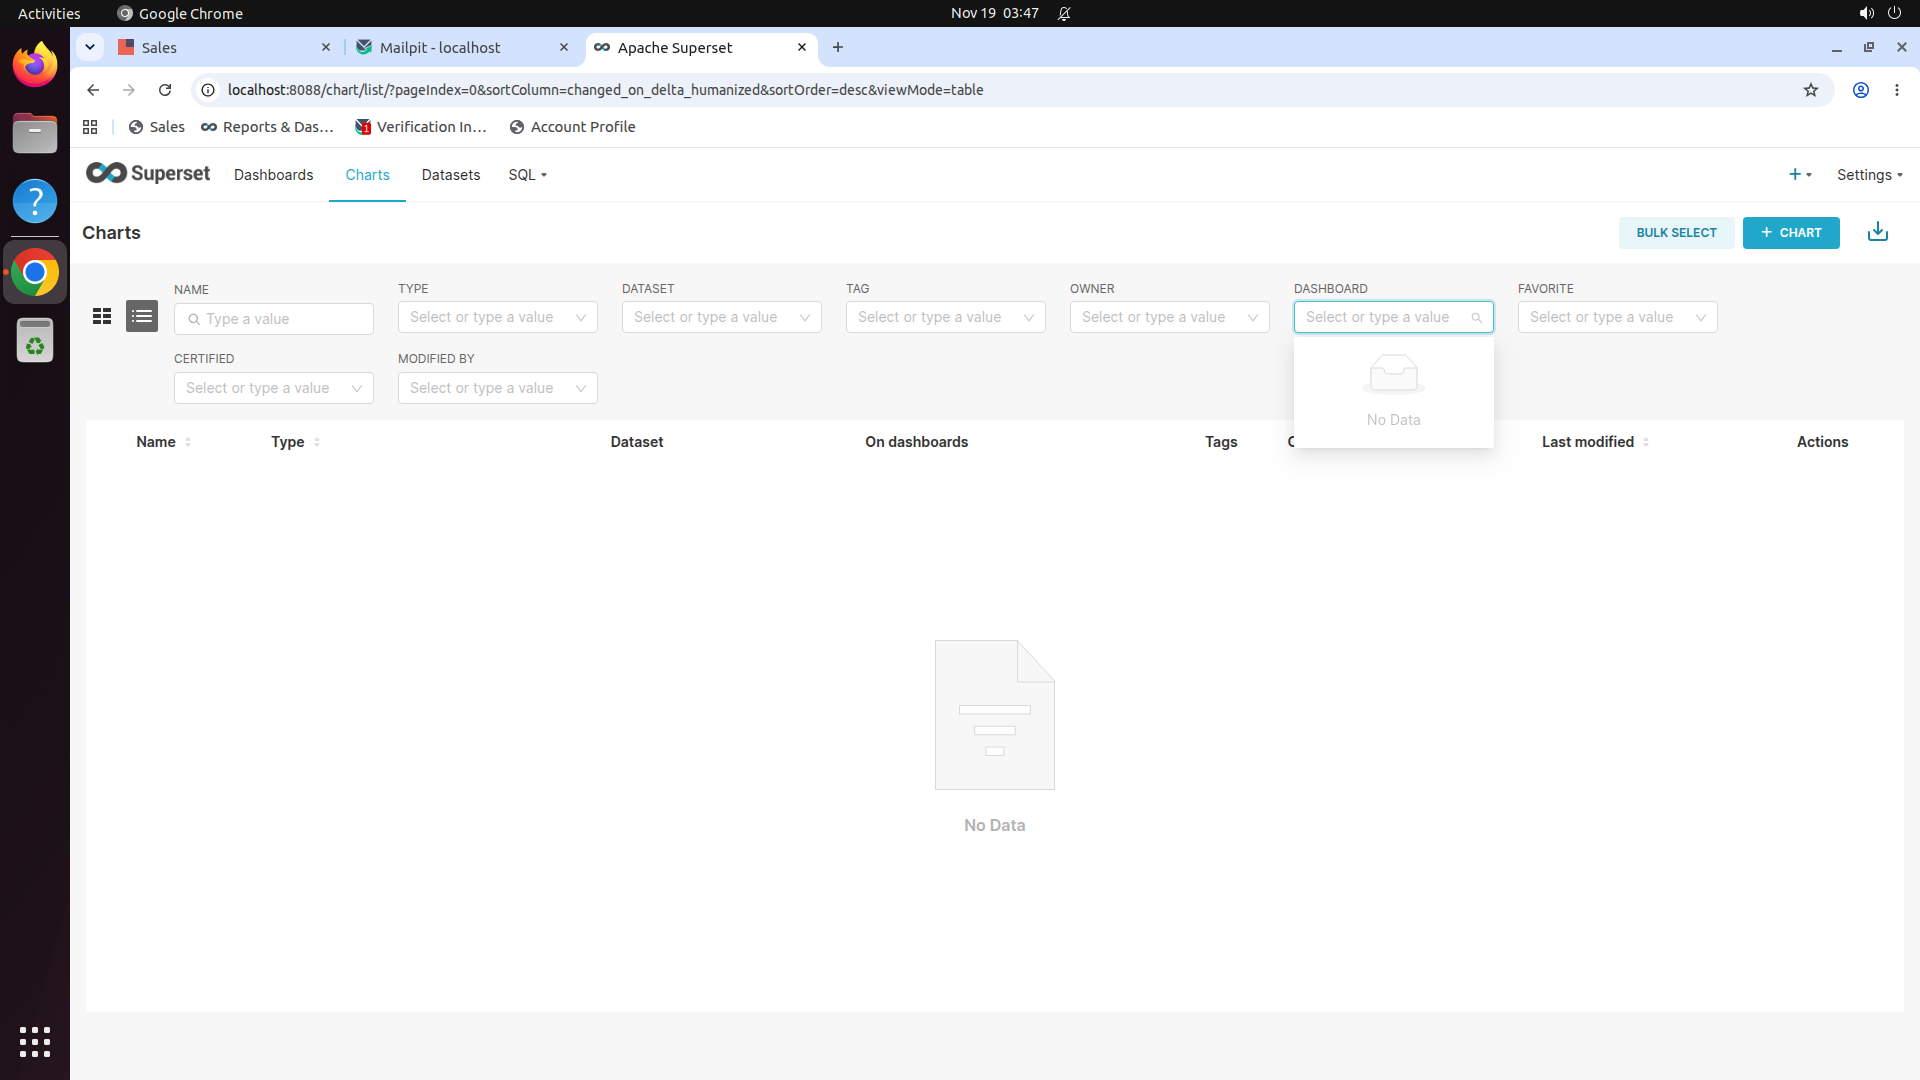 Activities
Google Chrome
Nov 19 03:47
Sales
Mailpit - localhost
Apache Superset
localhost:8088/chart/list/?pageIndex=0&sortColumn=changed_on_delta_humanized&sortOrder=desc&viewMode=table
Sales
Reports & Das...
1
Verification In...
Account Profile
Superset
Dashboards
Charts
Datasets
SQL
+
Settings
Charts
BULK SELECT
+ CHART
NAME
TYPE
DATASET
TAG
OWNER
DASHBOARD
FAVORITE
Type a value
Select or type a value
Select or type a value
Select or type a value
Select or type a value
Select or type a value
Select or type a value
CERTIFIED
MODIFIED BY
Select or type a value
Select or type a value
No Data
Name
Type
Dataset
On dashboards
Tags
Last modified
Actions
No Data